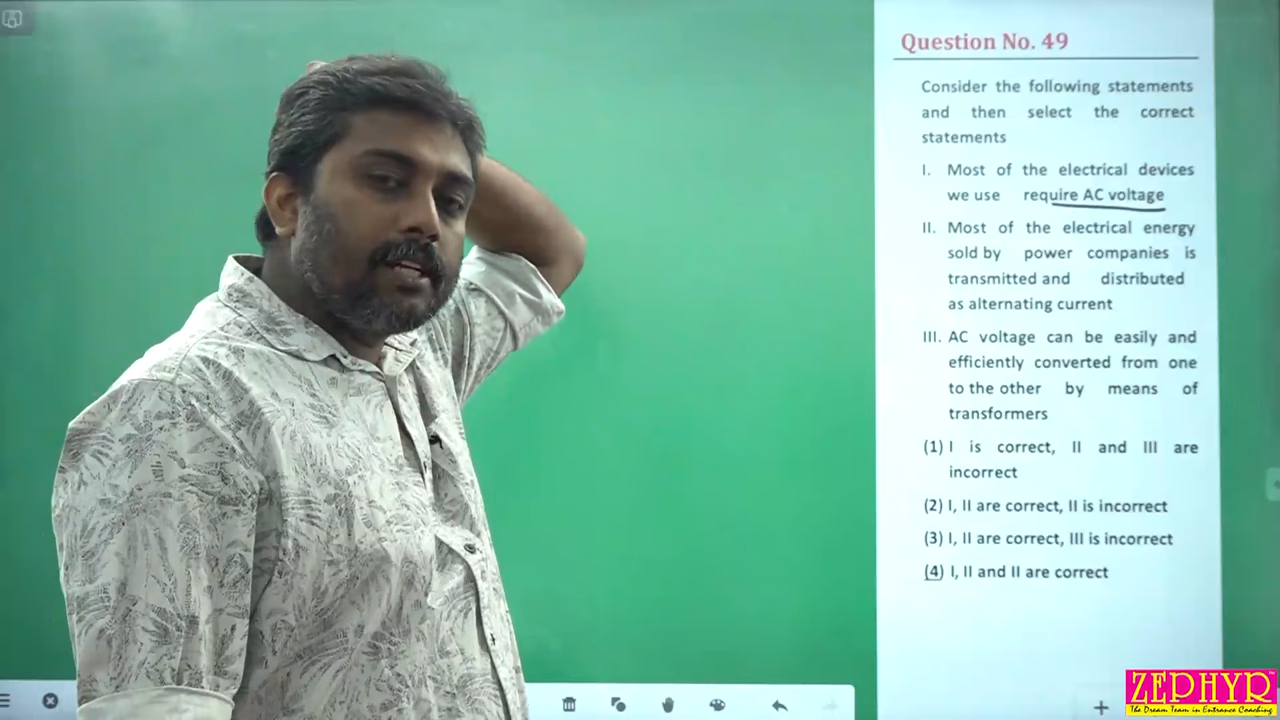 Question No. 49
Consider the following statements
and then select the correct
statements
I. Most of the electrical devices
we use require AC voltage
II. Most of the electrical energy
sold by power companies is
transmitted and distributed
as alternating current
III. AC voltage can be easily and
efficiently converted from one
to the other by means of
transformers
(1) I is correct, II and III are
incorrect
(2) I, II are correct, II is incorrect
(3) I, II are correct, III is incorrect
(4) I, II and II are correct
ZEPHYR
The Dream Team in Entrance Coaching